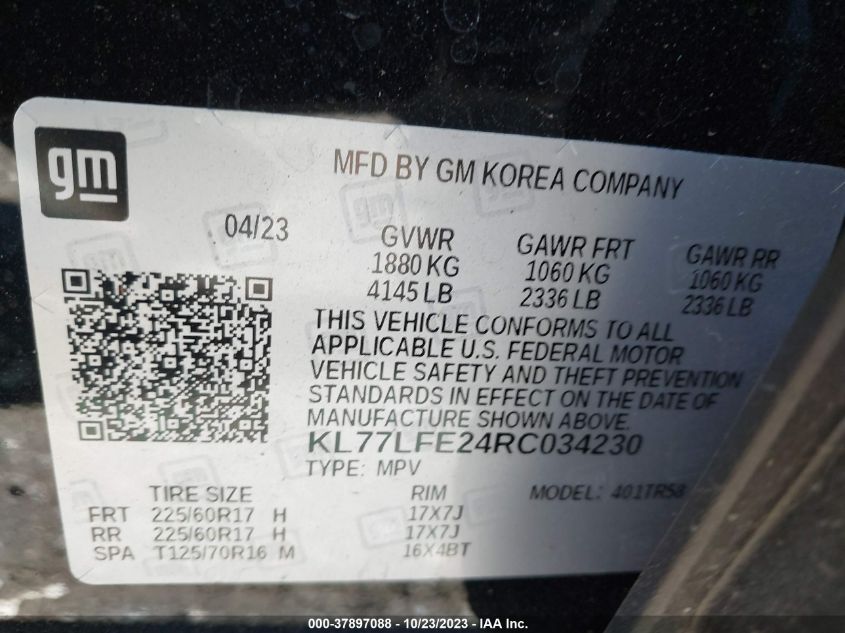 gm
MFD BY GM KOREA COMPANY
04/23
GVWR GAWR FRT GAWR RR
1880 KG 1060 KG 1060 KG
4145 LB 2336 LB 2336 LB
THIS VEHICLE CONFORMS TO ALL
APPLICABLE U.S. FEDERAL MOTOR
VEHICLE SAFETY AND THEFT PREVENTION
STANDARDS IN EFFECT ON THE DATE OF
MANUFACTURE SHOWN ABOVE.
KL77LFE24RC034230
TYPE: MPV
TIRE SIZE RIM MODEL: 401TR58
FRT 225/60R17 H 17X7J
RR 225/60R17 H 17X7J
SPA T125/70R16 M 16X4BT
000-37897088 | 10/23/2023 - IAA Inc.